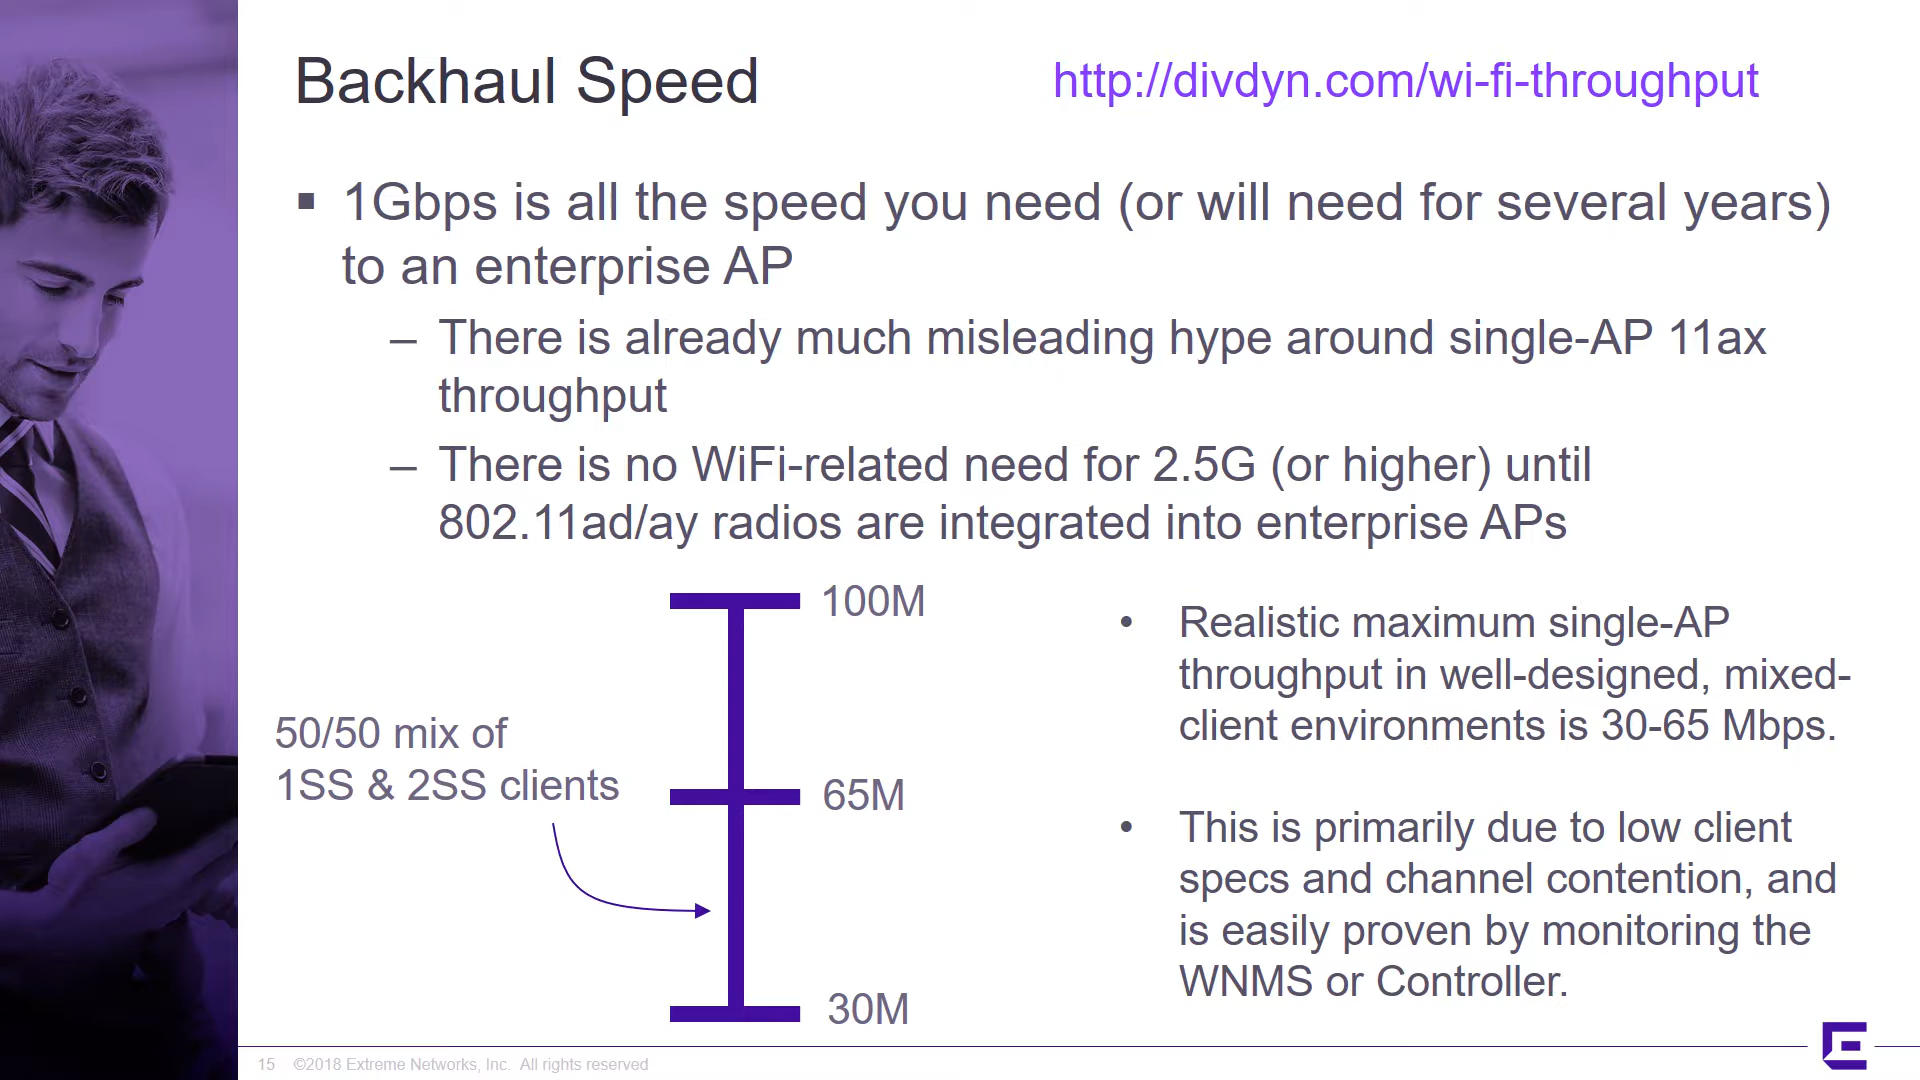 Backhaul Speed
http://divdyn.com/wi-fi-throughput
▪ 1Gbps is all the speed you need (or will need for several years)
to an enterprise AP
– There is already much misleading hype around single-AP 11ax
throughput
– There is no WiFi-related need for 2.5G (or higher) until
802.11ad/ay radios are integrated into enterprise APs
50/50 mix of
1SS & 2SS clients
100M
65M
30M
• Realistic maximum single-AP
throughput in well-designed, mixed-
client environments is 30-65 Mbps.
• This is primarily due to low client
specs and channel contention, and
is easily proven by monitoring the
WNMS or Controller.
15 ©2018 Extreme Networks, Inc. All rights reserved